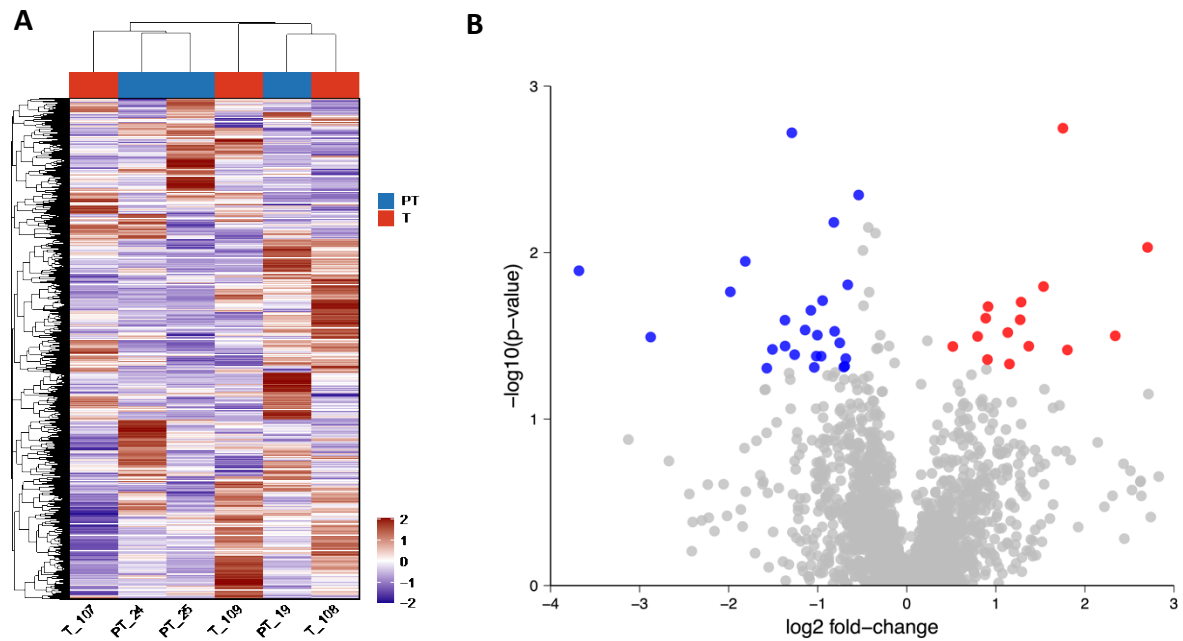 A
PT
T
2
1
0
−1
−2
T_107
PT_24
PT_25
T_109
PT_19
T_108
B
−log10(p−value)
3
2
1
0
−4
−3
−2
−1
0
1
2
3
log2 fold−change